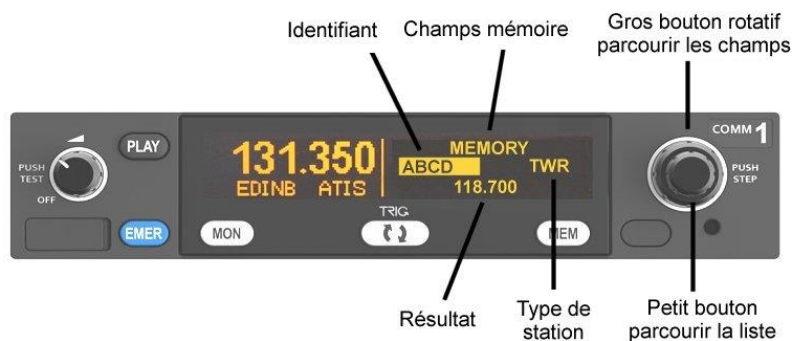 Identifiant
Champs mémoire
Gros bouton rotatif
parcourir les champs
COMM 1
PUSH
TEST
OFF
PLAY
131.350
EDINB ATIS
MEMORY
ABCD
TWR
118.700
PUSH
STEP
EMER
MON
TRIG
MEM
Résultat
Type de
station
Petit bouton
parcourir la liste